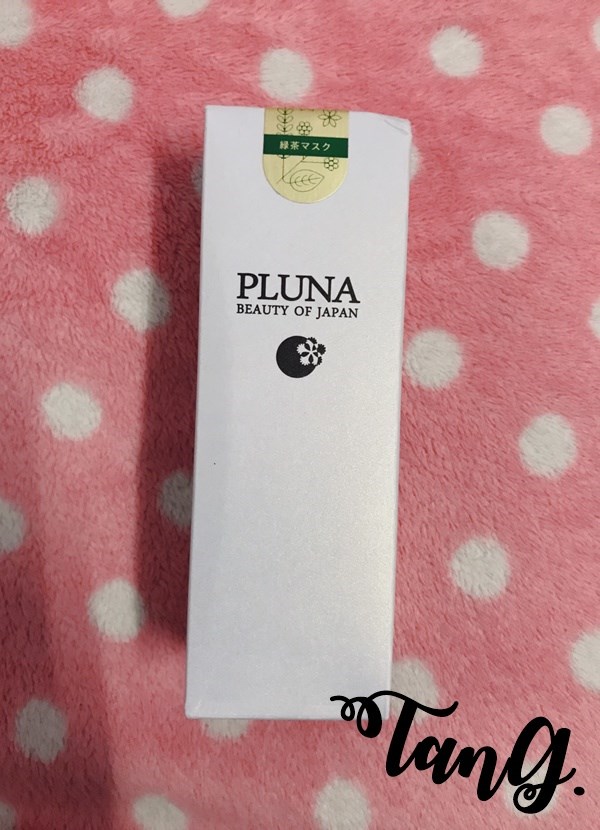 緑茶マスク
PLUNA
BEAUTY OF JAPAN
TanG.